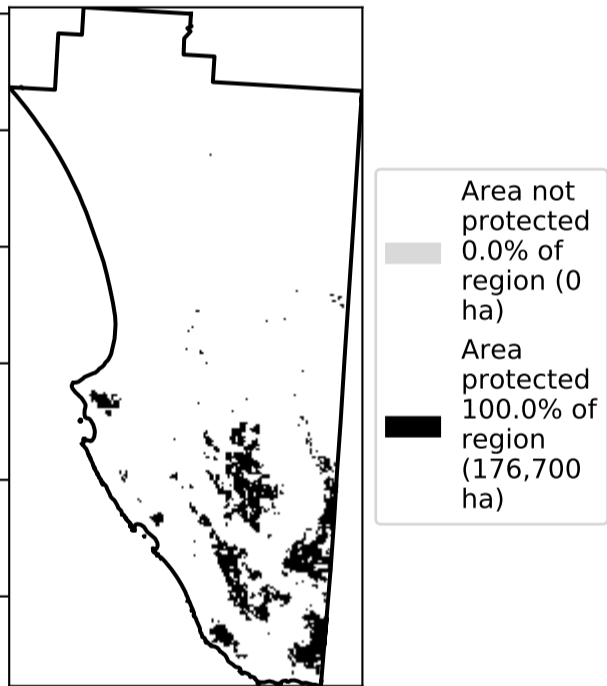 Area not
protected
0.0% of
region (0
ha)
Area
protected
100.0% of
region
(176,700
ha)